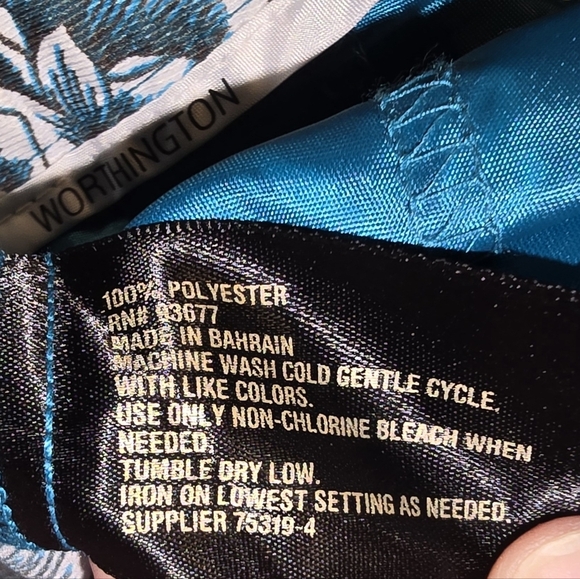 WORTHINGTON
100% POLYESTER
RN# 93677
MADE IN BAHRAIN
MACHINE WASH COLD GENTLE CYCLE.
WITH LIKE COLORS.
USE ONLY NON-CHLORINE BLEACH WHEN
NEEDED.
TUMBLE DRY LOW.
IRON ON LOWEST SETTING AS NEEDED.
SUPPLIER 75319-4